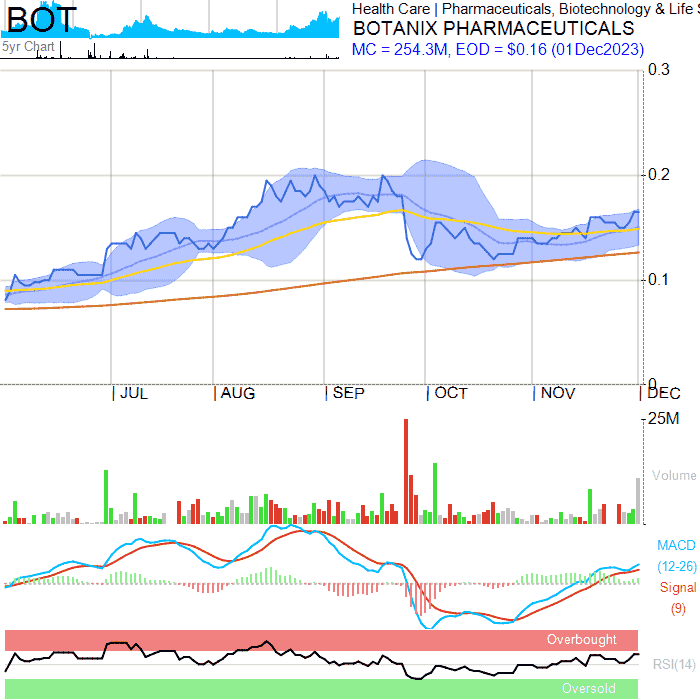 BOT
5yr Chart
Health Care | Pharmaceuticals, Biotechnology & Life S
BOTANIX PHARMACEUTICALS
MC = 254.3M, EOD = $0.16 (01Dec2023)
0.3
0.2
0.1
0
| JUL | AUG | SEP | OCT | NOV | DEC
25M
Volume
MACD
(12-26)
Signal
(9)
Overbought
RSI(14)
Oversold